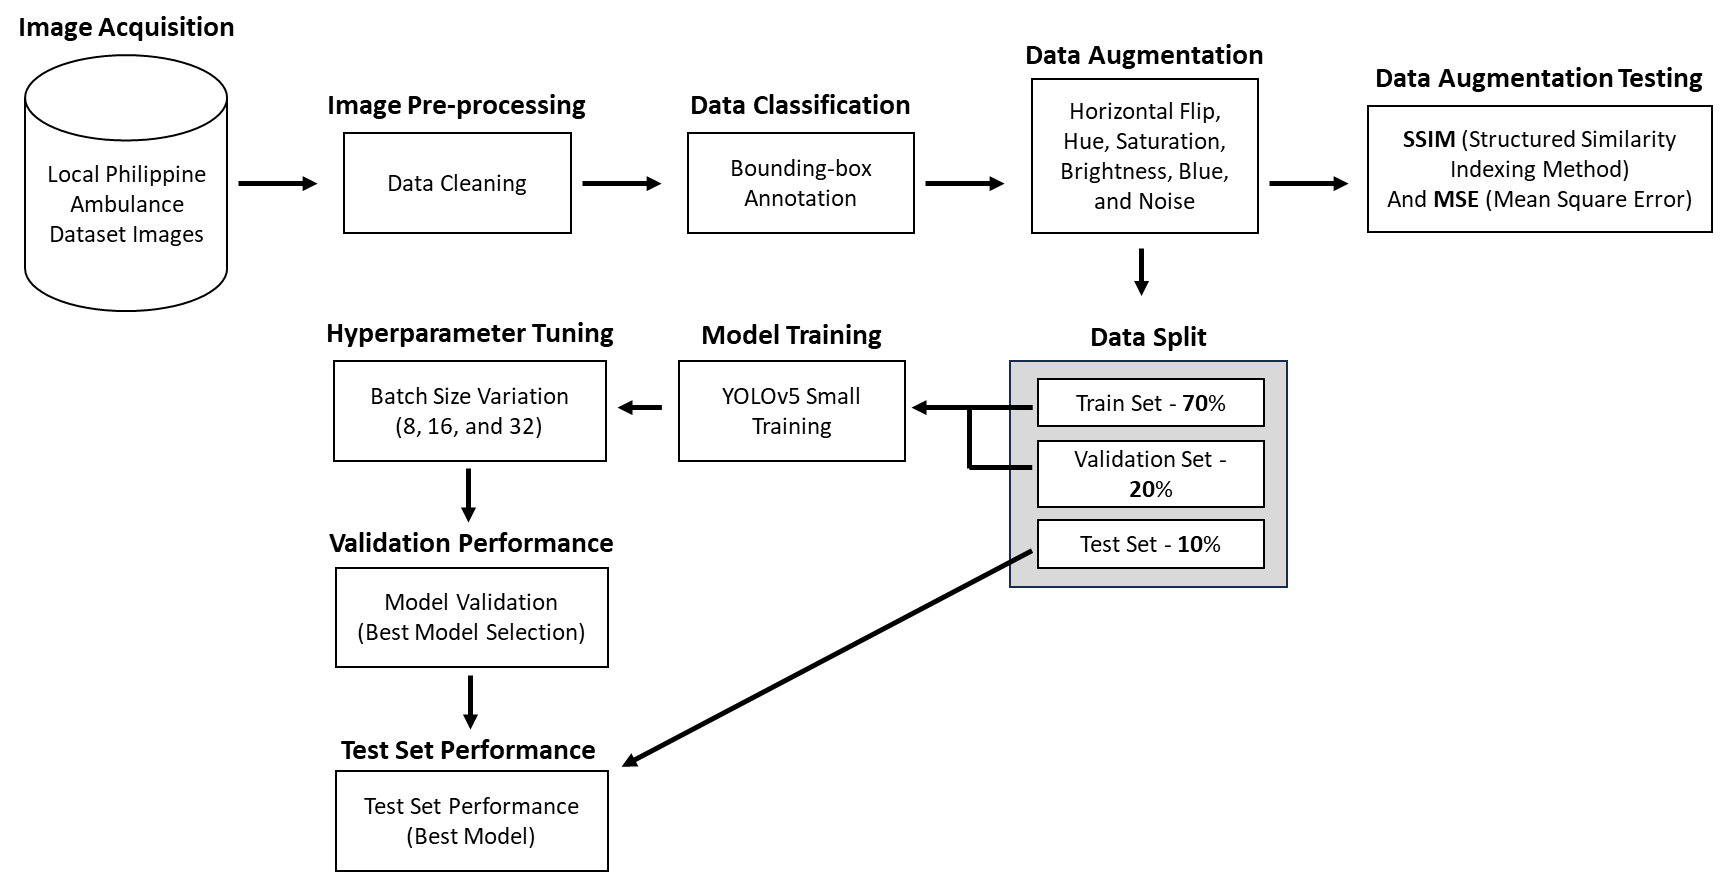 Image Acquisition
Local Philippine
Ambulance
Dataset Images
Image Pre-processing
Data Cleaning
Data Classification
Bounding-box
Annotation
Data Augmentation
Horizontal Flip,
Hue, Saturation,
Brightness, Blue,
and Noise
Data Augmentation Testing
SSIM (Structured Similarity
Indexing Method)
And MSE (Mean Square Error)
Hyperparameter Tuning
Batch Size Variation
(8, 16, and 32)
Model Training
YOLOv5 Small
Training
Data Split
Train Set - 70%
Validation Set -
20%
Test Set - 10%
Validation Performance
Model Validation
(Best Model Selection)
Test Set Performance
Test Set Performance
(Best Model)